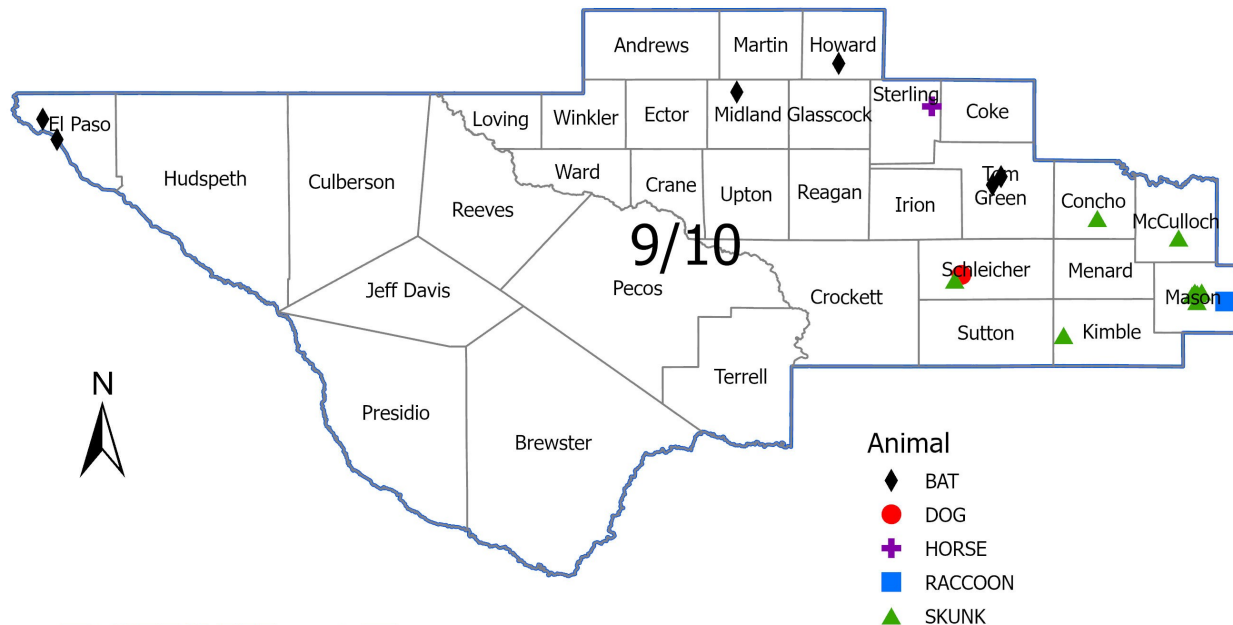 Andrews
Martin
Howard
Sterling
El Paso
Loving
Winkler
Ector
Midland
Glasscock
Coke
Hudspeth
Culberson
Reeves
Ward
Crane
Upton
Reagan
Irion
Tom
Green
Concho
McCulloch
9/10
Jeff Davis
Pecos
Crockett
Schleicher
Menard
Mason
Sutton
Kimble
Terrell
N
Presidio
Brewster
Animal
BAT
DOG
HORSE
RACCOON
SKUNK